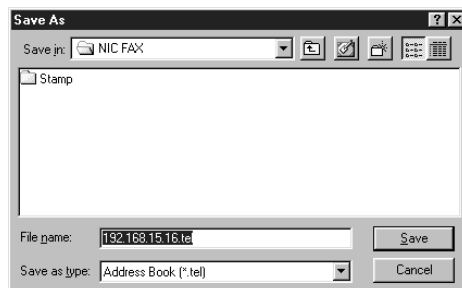 Save As
Save in: NIC FAX
Stamp
File name: 192.168.15.16.tel Save
Save as type: Address Book (*.tel) Cancel